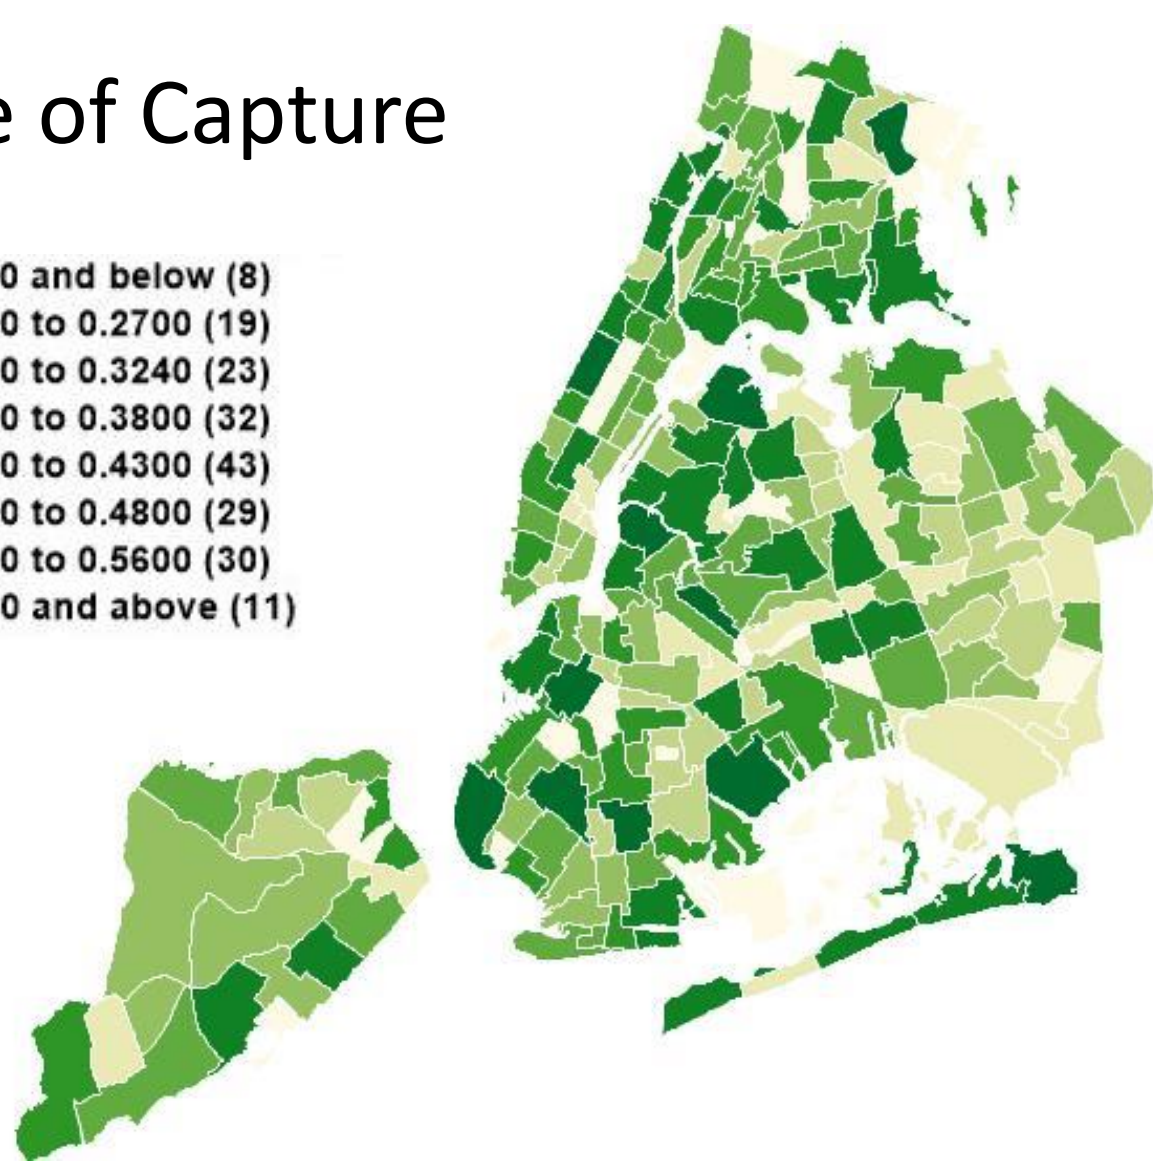 e of Capture
0 and below (8)
0 to 0.2700 (19)
0 to 0.3240 (23)
0 to 0.3800 (32)
0 to 0.4300 (43)
0 to 0.4800 (29)
0 to 0.5600 (30)
0 and above (11)